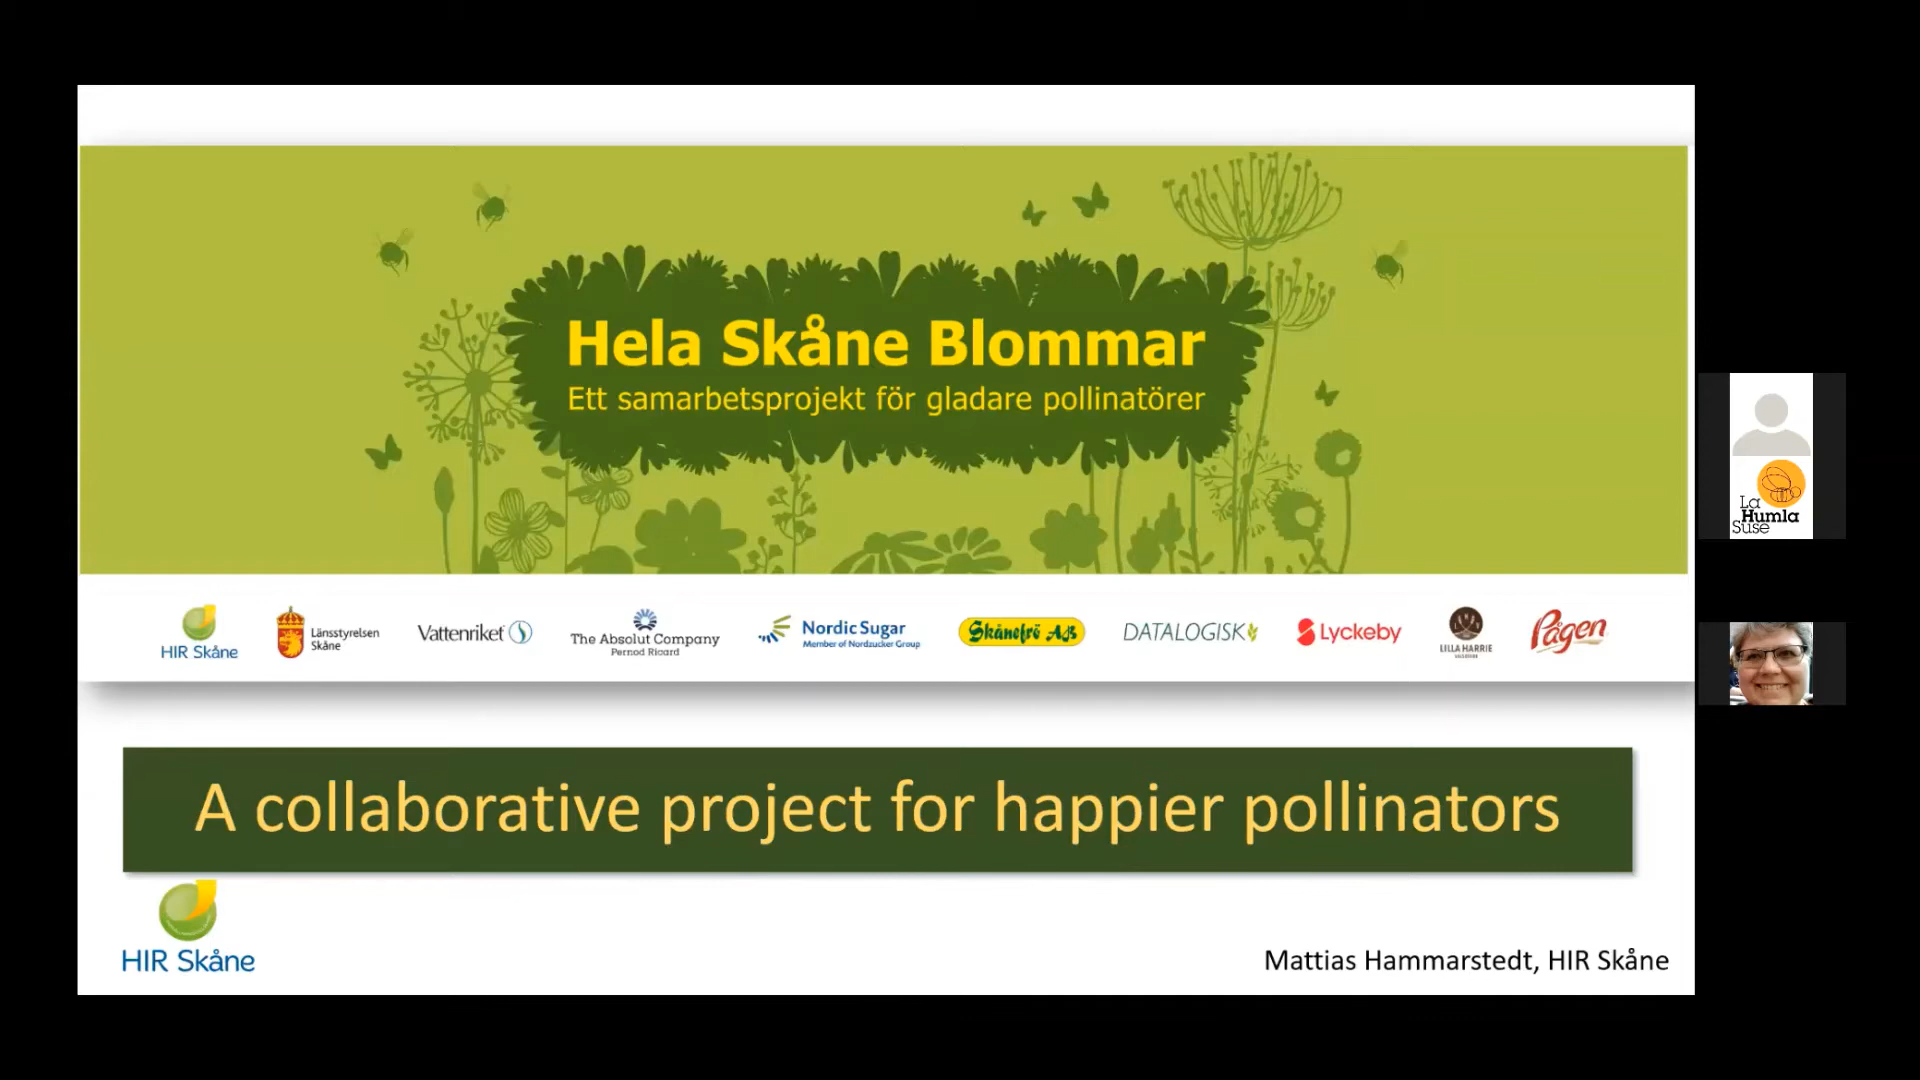 Hela Skåne Blommar
Ett samarbetsprojekt för gladare pollinatörer
HIR Skåne
Länsstyrelsen
Skåne
Vattenriket
The Absolut Company
Pernod Ricard
Nordic Sugar
Member of Nordzucker Group
Skånefrö AB
DATALOGISK
Lyckeby
LILLA HARRIE
Pågen
A collaborative project for happier pollinators
HIR Skåne
Mattias Hammarstedt, HIR Skåne
La
Humla
Suse